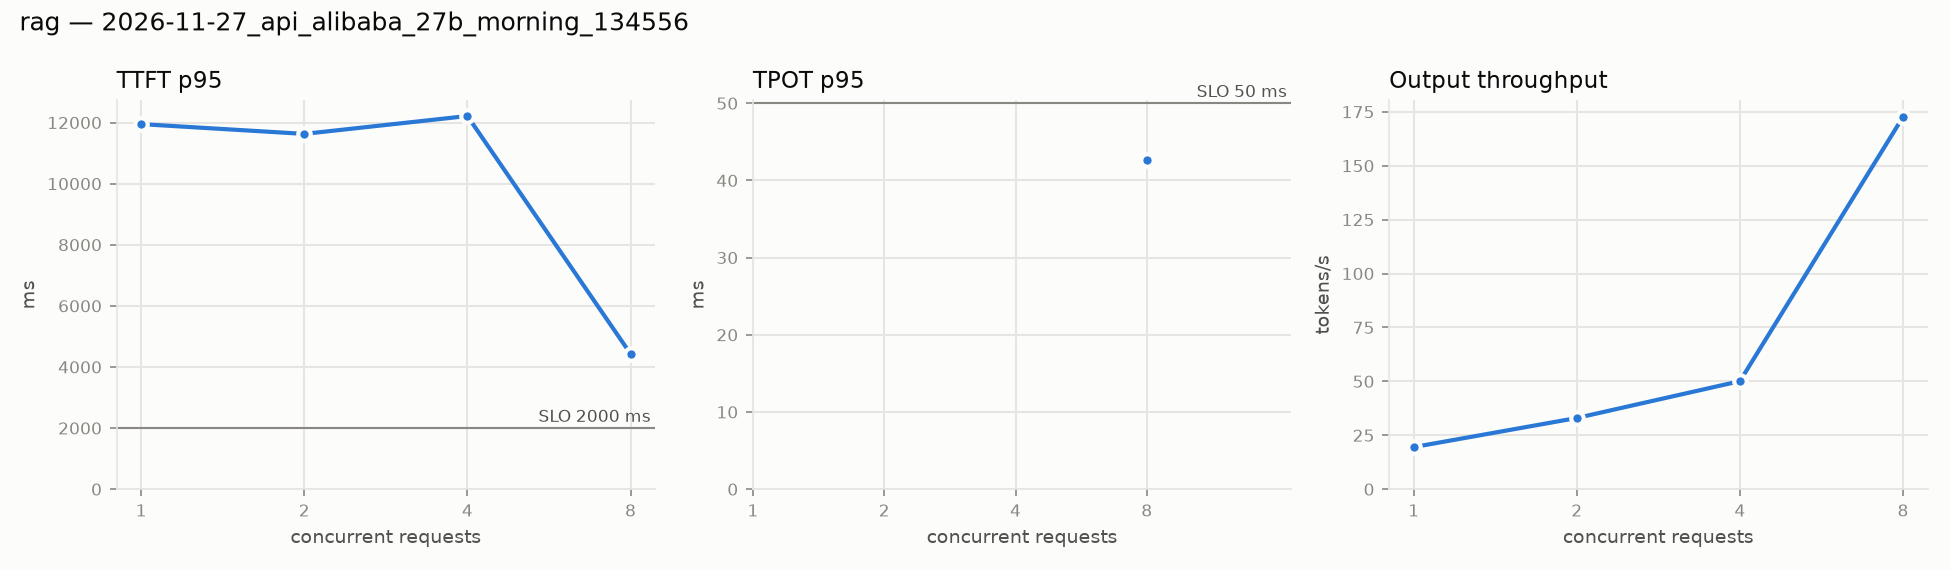 rag — 2026-11-27_api_alibaba_27b_morning_134556
TTFT p95
12000
10000
8000
6000
4000
2000
0
ms
SLO 2000 ms
1 2 4 8
concurrent requests
TPOT p95
50
40
30
20
10
0
ms
SLO 50 ms
1 2 4 8
concurrent requests
Output throughput
175
150
125
100
75
50
25
0
tokens/s
1 2 4 8
concurrent requests